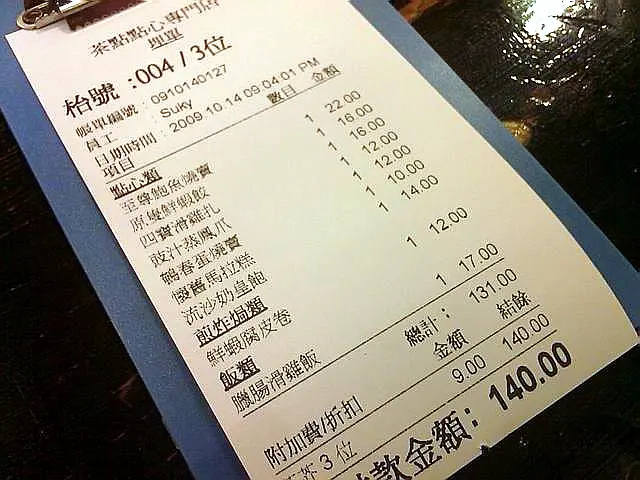 茶點點心專門店
埋單
枱號：004 / 3位
帳單編號：0910140127
員工：Suky
日期時間：2009.10.14 09:04:01 PM
項目 數目 金額
點心類
至尊鮑魚燒賣 1 22.00
原隻鮮蝦餃 1 16.00
四寶滑雞扎 1 16.00
豉汁蒸鳳爪 1 12.00
鵪春蛋燒賣 1 12.00
懷舊馬拉糕 1 10.00
流沙奶皇飽 1 14.00
煎炸焗類
鮮蝦腐皮卷 1 12.00
飯類
臘腸滑雞飯 1 17.00
總計：131.00
附加費/折扣 金額 結餘
茶芥 3 位 9.00 140.00
款金額：140.00